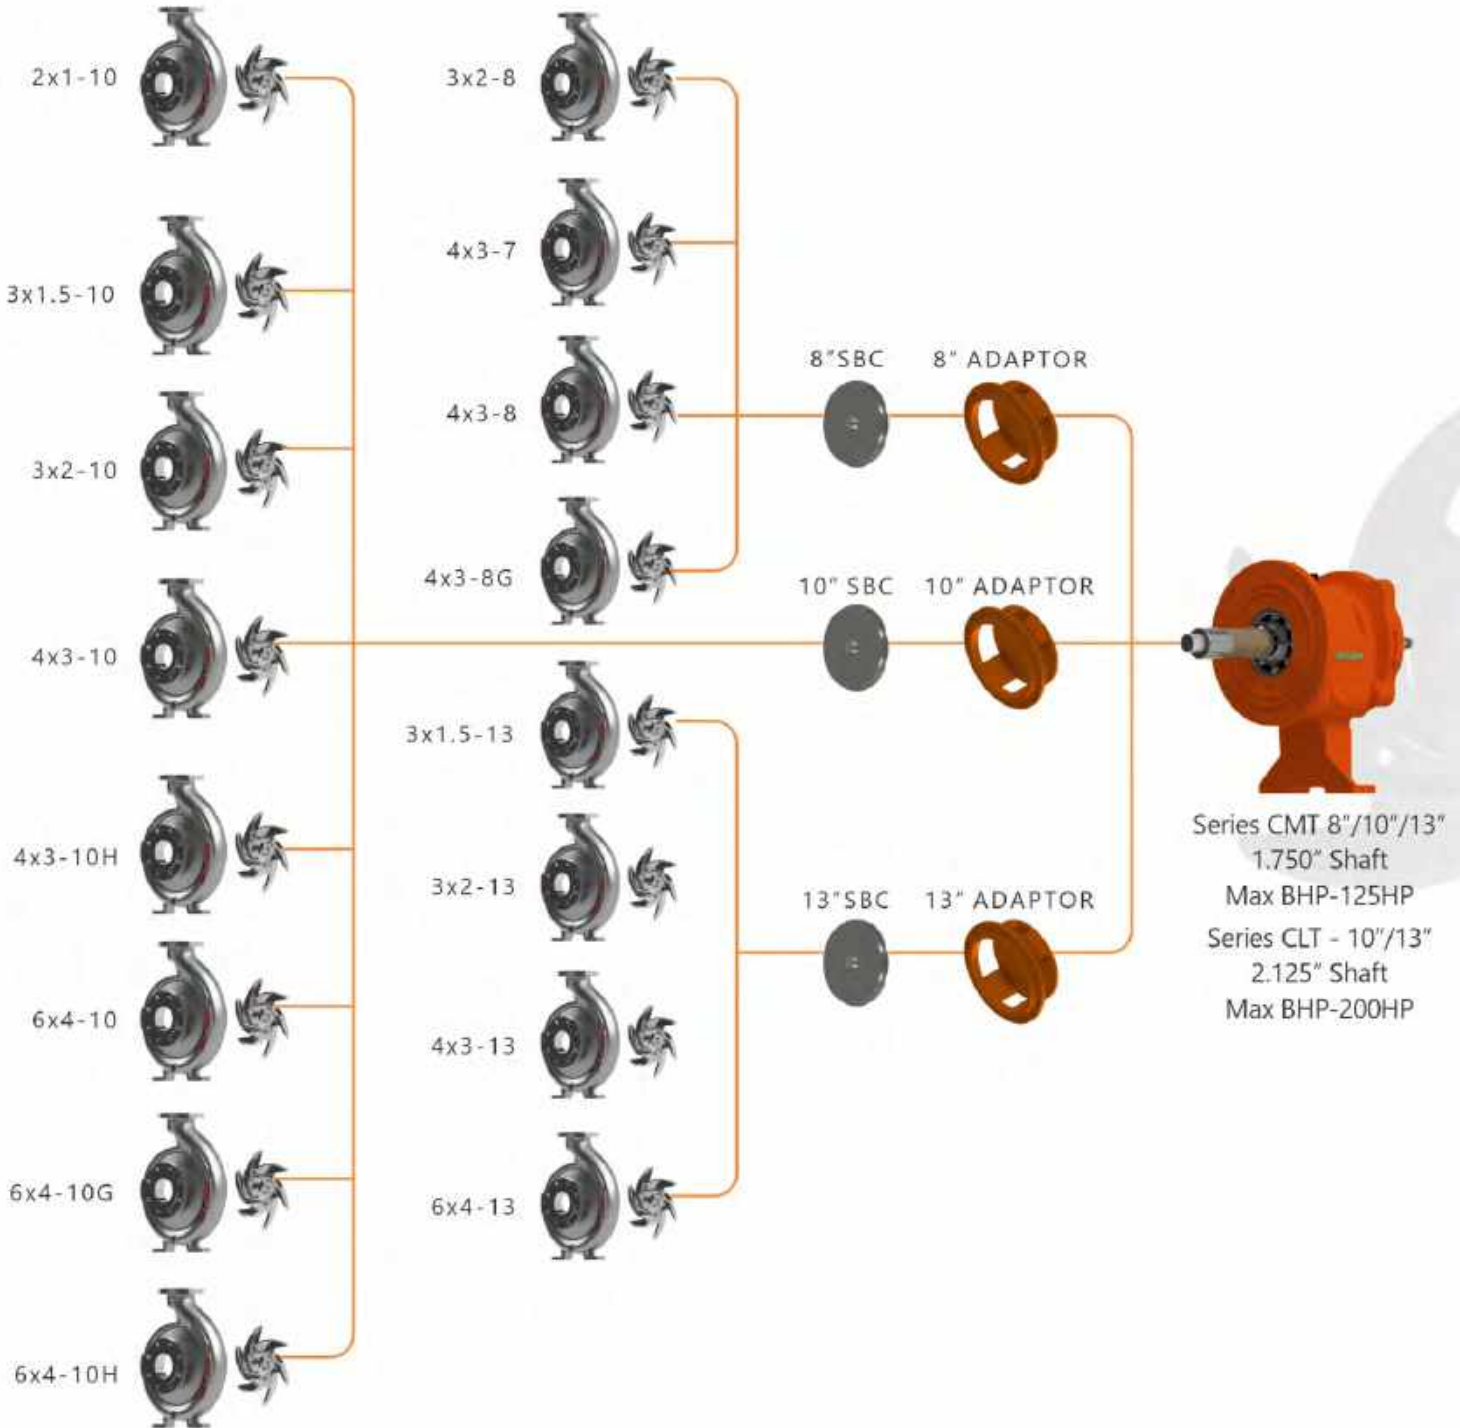 2x1-10
3x1.5-10
3x2-10
4x3-10
4x3-10H
6x4-10
6x4-10G
6x4-10H
3x2-8
4x3-7
4x3-8
4x3-8G
3x1.5-13
3x2-13
4x3-13
6x4-13
8"SBC
8" ADAPTOR
10" SBC
10" ADAPTOR
13"SBC
13" ADAPTOR
Series CMT 8"/10"/13"
1.750" Shaft
Max BHP-125HP
Series CLT - 10"/13"
2.125" Shaft
Max BHP-200HP